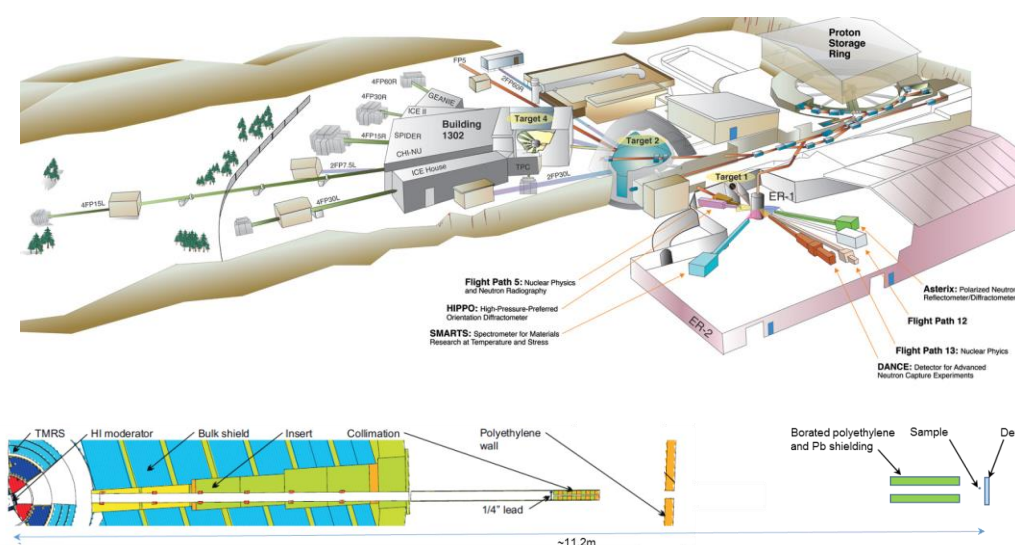 Proton
Storage
Ring
FP5
2FP60R
4FP60R
GEANIE
4FP30R
ICE II
Target 4
4FP15R
SPIDER
Building
1302
CHI-NU
Target 2
2FP7.5L
ICE House
TPC
Target 1
2FP30L
4FP15L
4FP30L
ER-1
Flight Path 5: Nuclear Physics
and Neutron Radiography
HIPPO: High-Pressure-Preferred
Orientation Diffractometer
SMARTS: Spectrometer for Materials
Research at Temperature and Stress
ER-2
Asterix: Polarized Neutron
Reflectometer/Diffractometer
Flight Path 12
Flight Path 13: Nuclear Phyics
DANCE: Detector for Advanced
Neutron Capture Experiments
TMRS
HI moderator
Bulk shield
Insert
Collimation
Polyethylene
wall
Borated polyethylene
and Pb shielding
Sample
De
1/4" lead
~11.2m